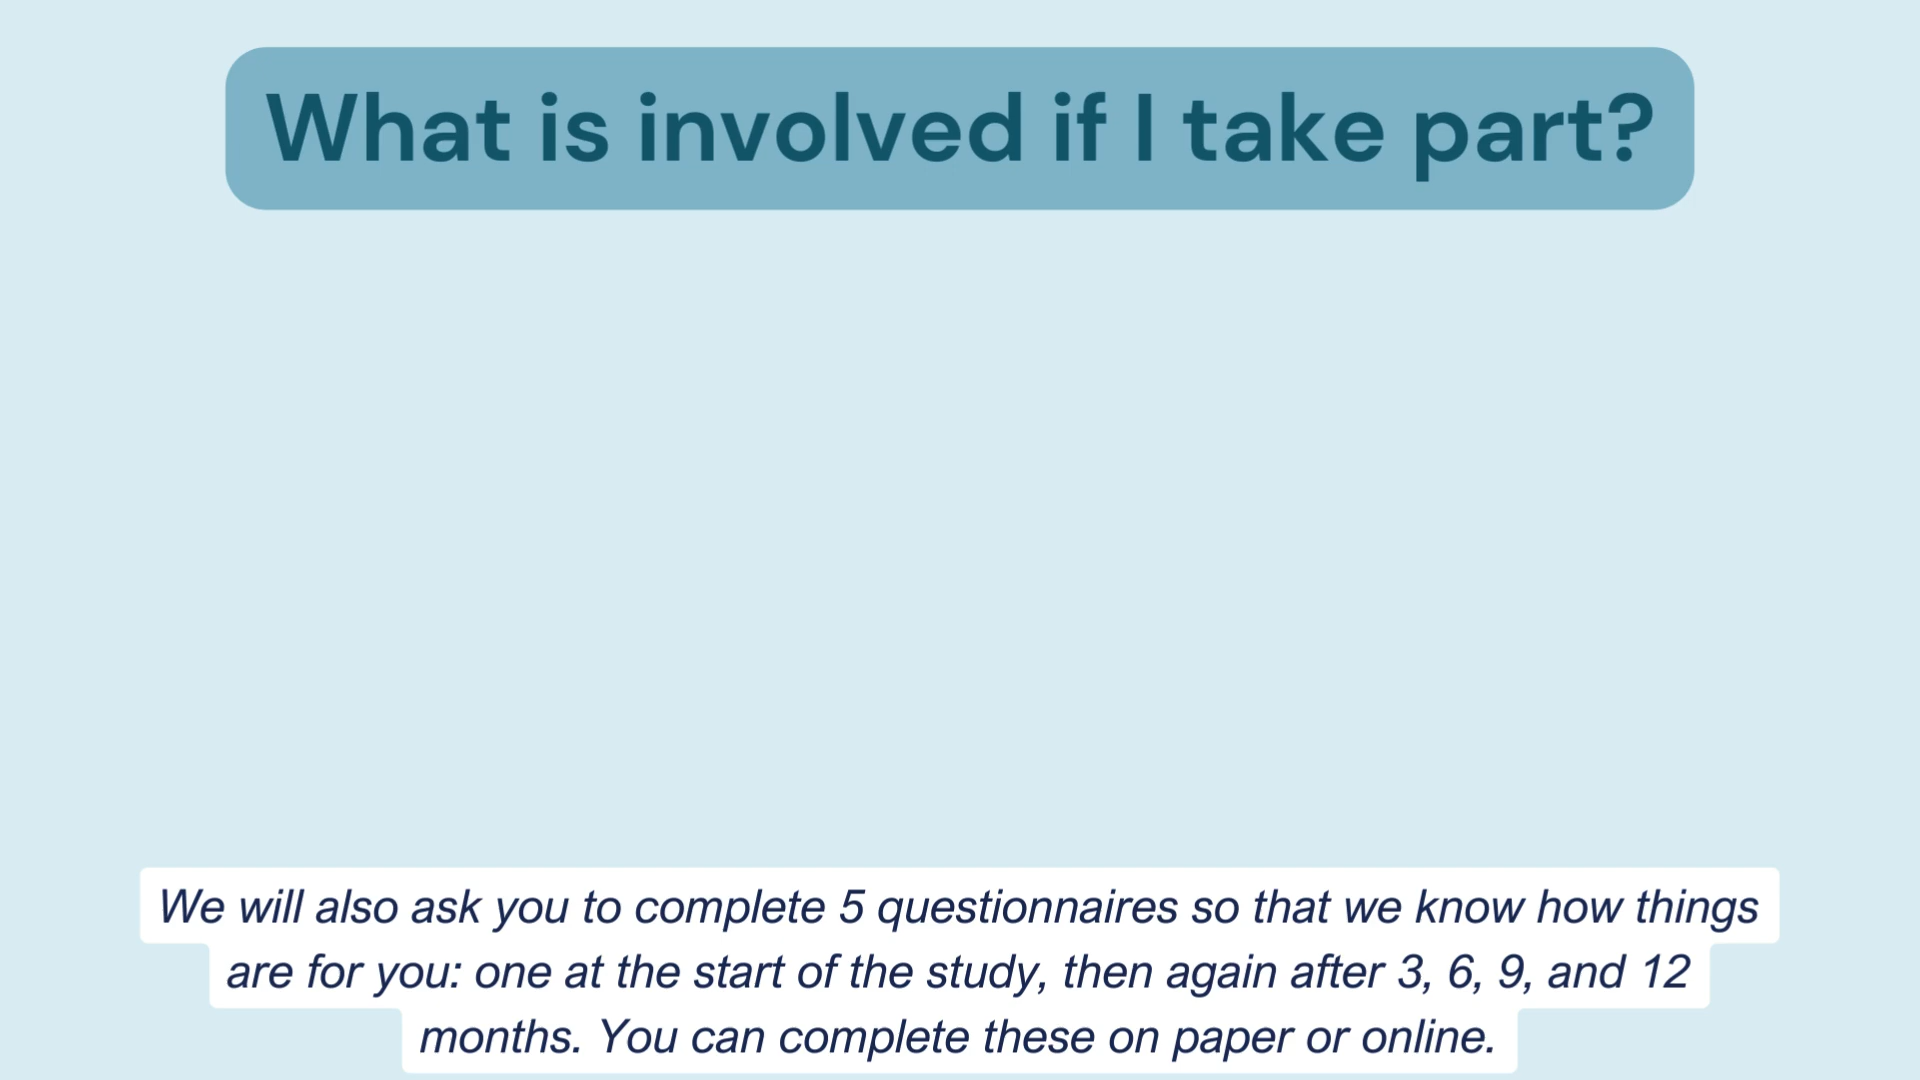 What is involved if I take part?
We will also ask you to complete 5 questionnaires so that we know how things
are for you: one at the start of the study, then again after 3, 6, 9, and 12
months. You can complete these on paper or online.